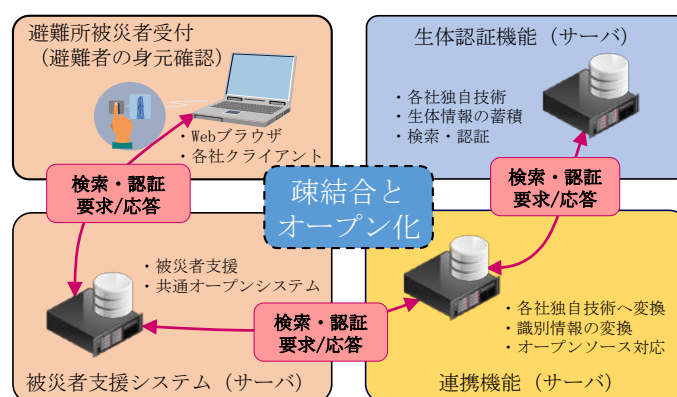 避難所被災者受付
(避難者の身元確認)
・Webブラウザ
・各社クライアント
生体認証機能（サーバ）
・各社独自技術
・生体情報の蓄積
・検索・認証
検索・認証
要求/応答
疎結合と
オープン化
検索・認証
要求/応答
・被災者支援
・共通オープンシステム
被災者支援システム（サーバ）
検索・認証
要求/応答
・各社独自技術へ変換
・識別情報の変換
・オープンソース対応
連携機能（サーバ）